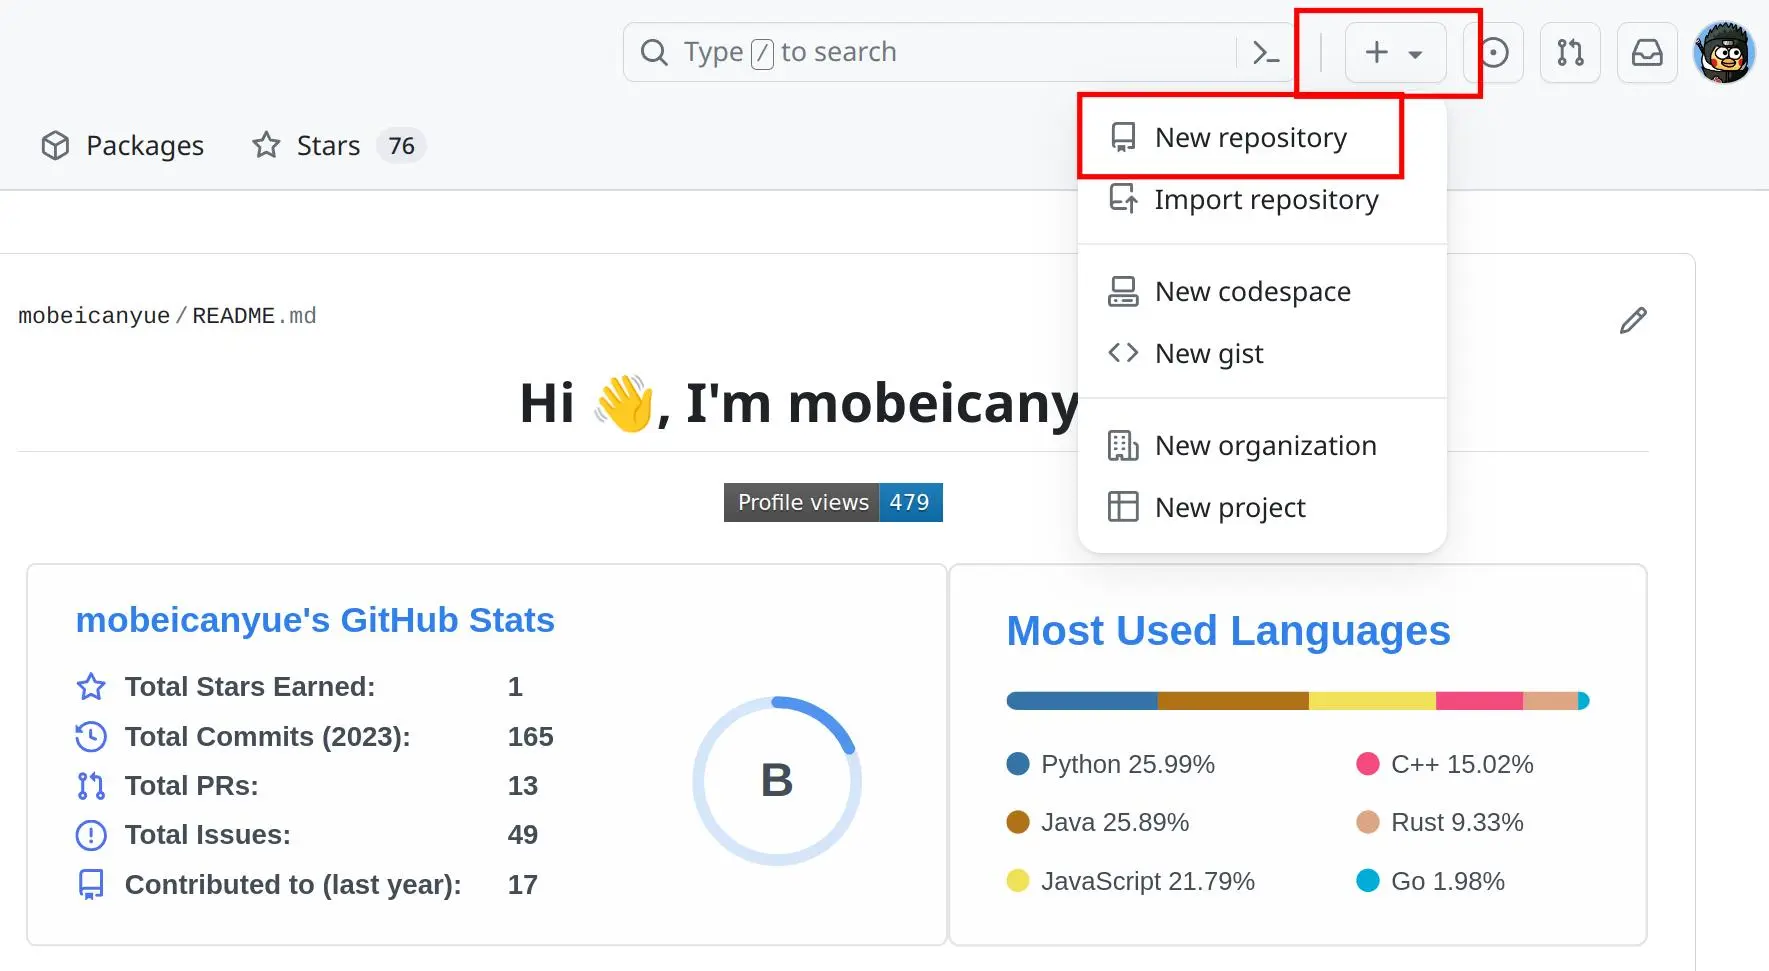 Type / to search
Packages
Stars 76
New repository
Import repository
New codespace
New gist
New organization
New project
mobeicanyue/README.md
Hi 👋, I'm mobeicany
Profile views 479
mobeicanyue's GitHub Stats
Total Stars Earned: 1
Total Commits (2023): 165
Total PRs: 13
Total Issues: 49
Contributed to (last year): 17
B
Most Used Languages
Python 25.99%
Java 25.89%
JavaScript 21.79%
C++ 15.02%
Rust 9.33%
Go 1.98%